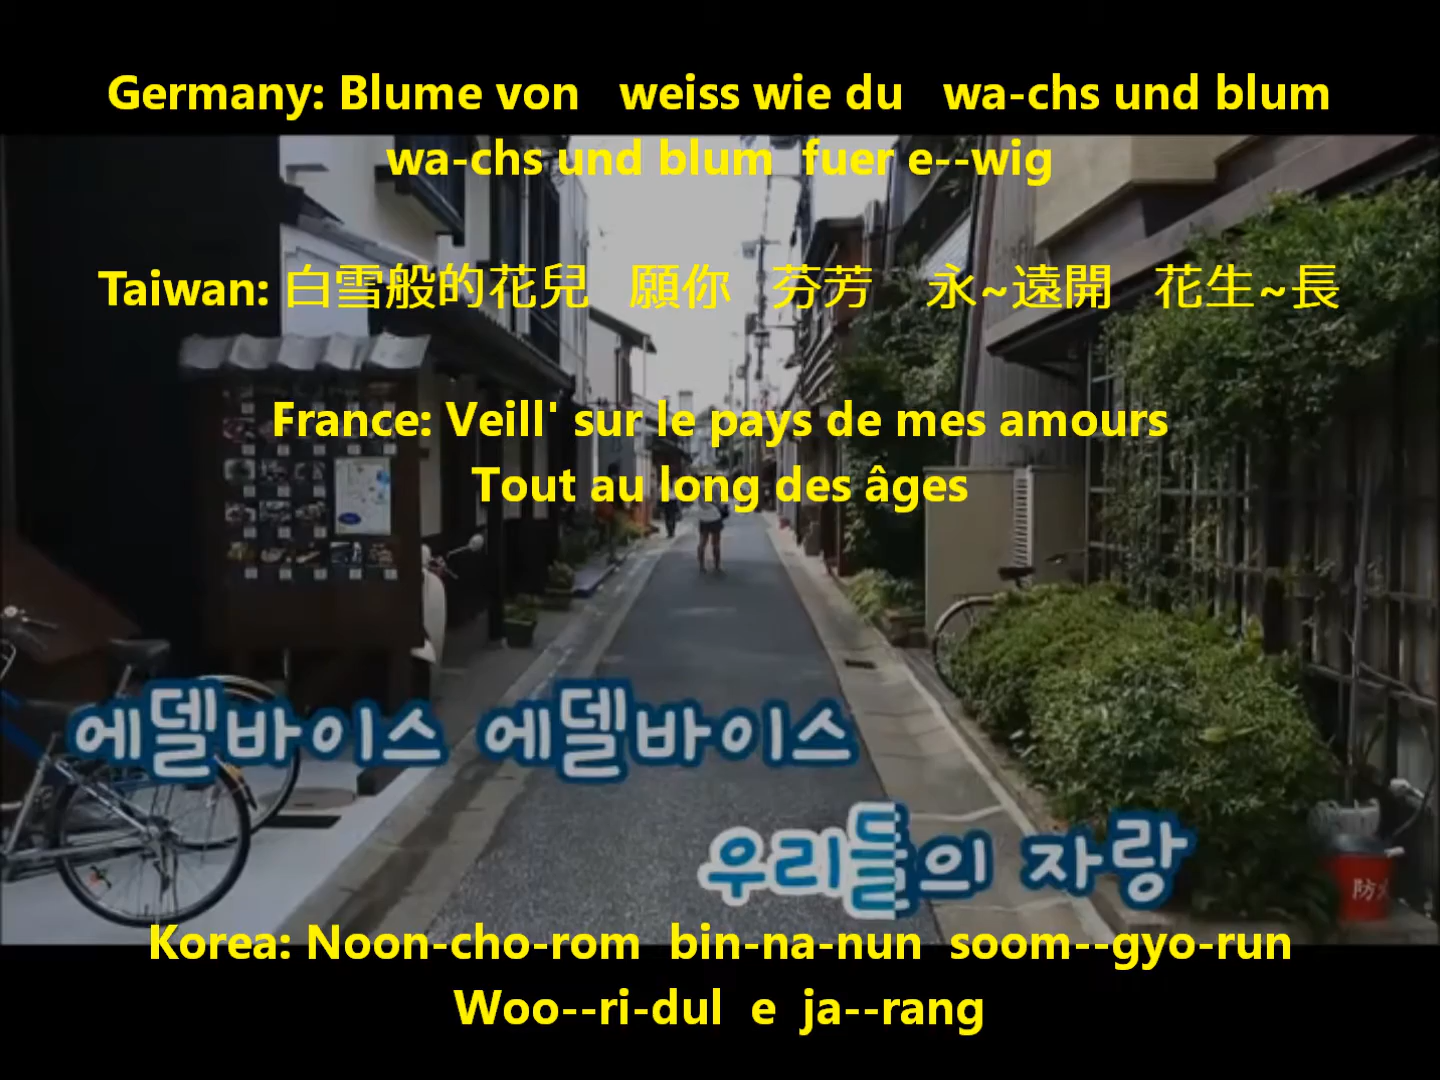 Germany: Blume von weiss wie du wa-chs und blum
wa-chs und blum fuer e--wig
Taiwan: 白雪般的花兒 願你 芬芳 永~遠開 花生~長
France: Veill' sur le pays de mes amours
Tout au long des âges
에델바이스 에델바이스
우리들의 자랑
防火
Korea: Noon-cho-rom bin-na-nun soom--gyo-run
Woo--ri-dul e ja--rang